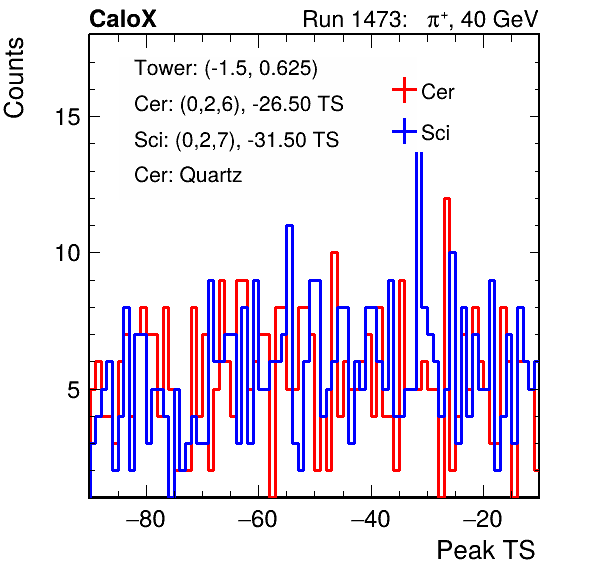 CaloX Run 1473: π+, 40 GeV
Counts
Tower: (-1.5, 0.625)
Cer: (0,2,6), -26.50 TS
Sci: (0,2,7), -31.50 TS
Cer: Quartz
Cer
Sci
15
10
5
−80 −60 −40 −20
Peak TS